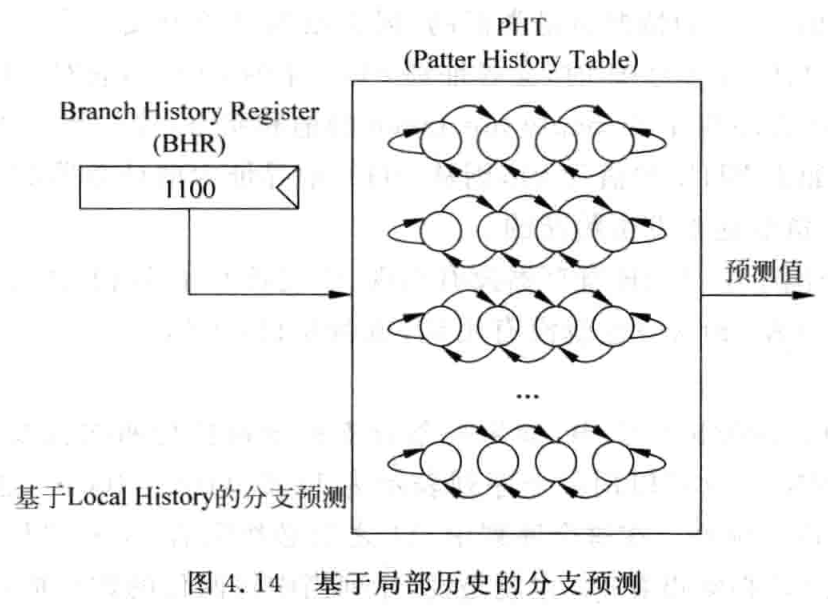 PHT
(Patter History Table)
Branch History Register
(BHR)
1100
预测值
...
基于Local History的分支预测
图 4.14 基于局部历史的分支预测